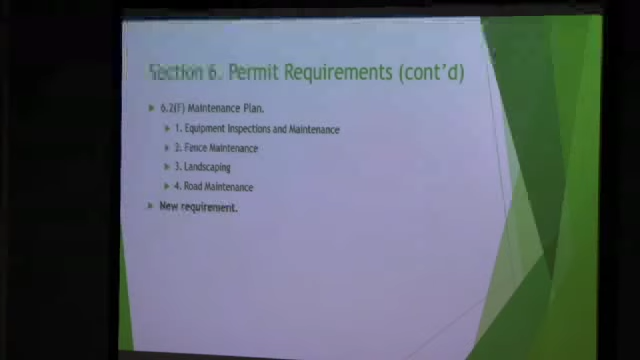 Section 6. Permit Requirements (cont'd)
6.2(F) Maintenance Plan.
1. Equipment Inspections and Maintenance
2. Fence Maintenance
3. Landscaping
4. Road Maintenance
New requirement.